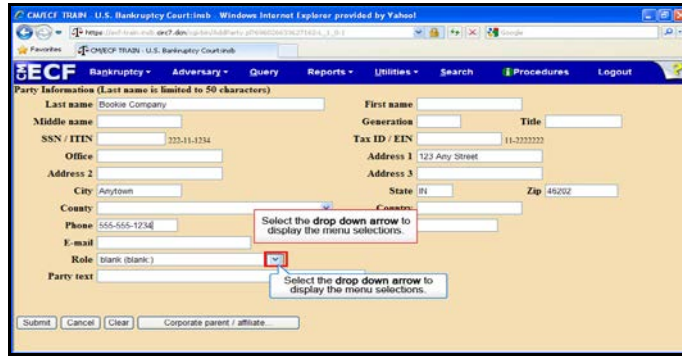 CM/ECF TRAIN - U.S. Bankruptcy Court:insb - Windows Internet Explorer provided by Yahoo!
Google
Favorites CM/ECF TRAIN - U.S. Bankruptcy Court:insb
ECF Bankruptcy Adversary Query Reports Utilities Search Procedures Logout ?
Party Information (Last name is limited to 50 characters)
Last name Bookie Company First name
Middle name Generation Title
SSN / ITIN 222-11-1234 Tax ID / EIN 11-2222222
Office Address 1 123 Any Street
Address 2 Address 3
City Anytown State IN Zip 46202
County Country
Phone 555-555-1234
Select the drop down arrow to
display the menu selections.
E-mail
Role blank (blank:)
Party text
Select the drop down arrow to
display the menu selections.
Submit Cancel Clear Corporate parent / affiliate...